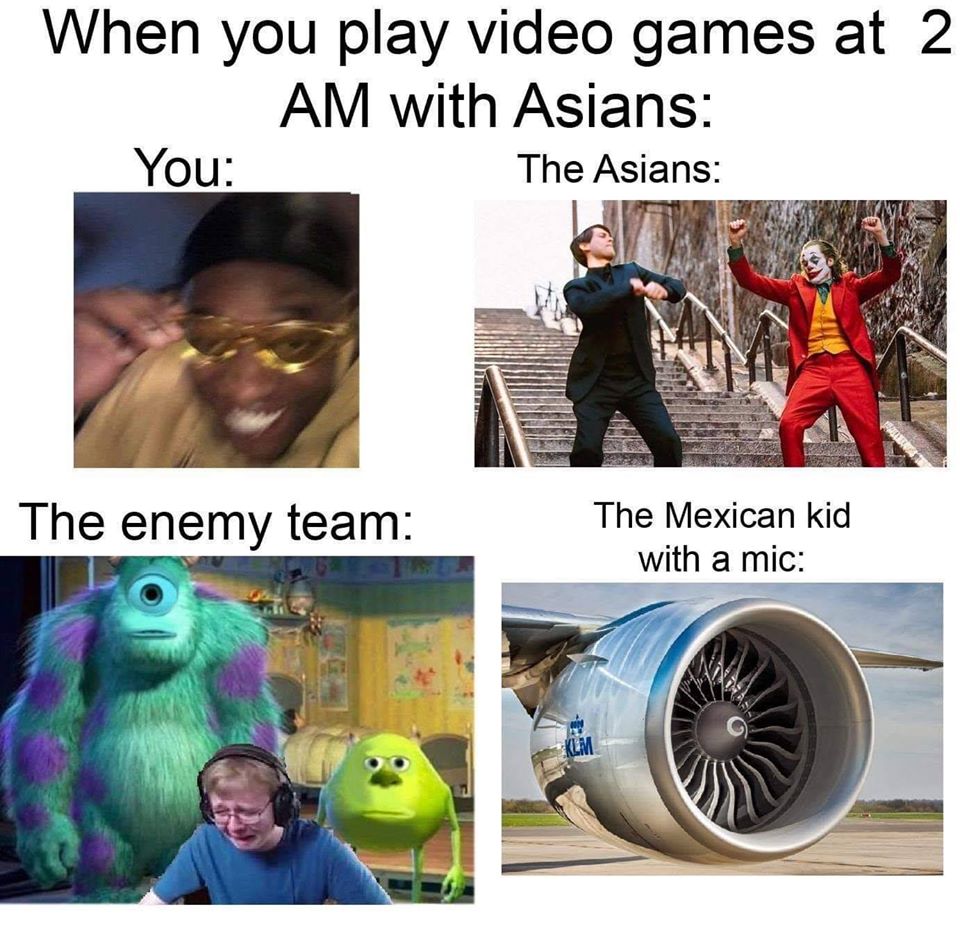 When you play video games at 2
AM with Asians:
You:
The Asians:
The enemy team:
The Mexican kid
with a mic:
KLM